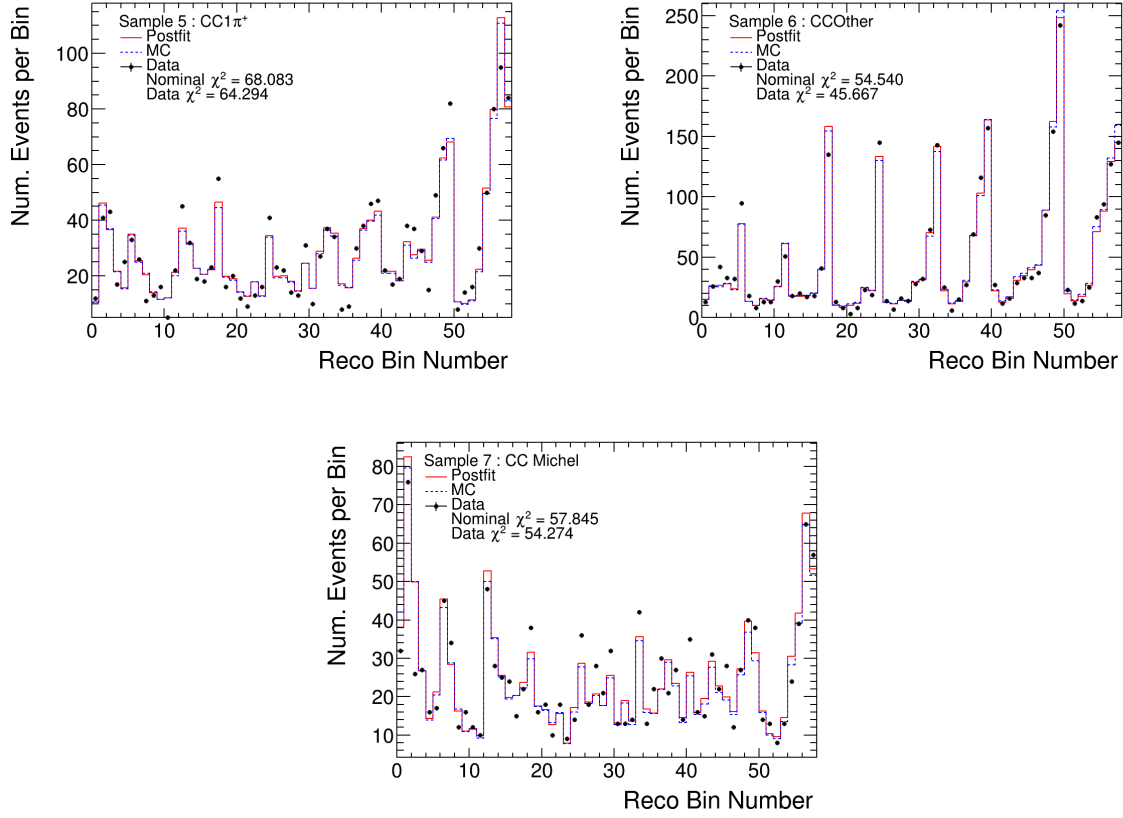 Sample 5 : CC1π⁺
Postfit
MC
Data
Nominal χ² = 68.083
Data χ² = 64.294
Num. Events per Bin
20
40
60
80
100
0 10 20 30 40 50
Reco Bin Number
Sample 6 : CCOther
Postfit
MC
Data
Nominal χ² = 54.540
Data χ² = 45.667
Num. Events per Bin
0
50
100
150
200
250
0 10 20 30 40 50
Reco Bin Number
Sample 7 : CC Michel
Postfit
MC
Data
Nominal χ² = 57.845
Data χ² = 54.274
Num. Events per Bin
10
20
30
40
50
60
70
80
0 10 20 30 40 50
Reco Bin Number